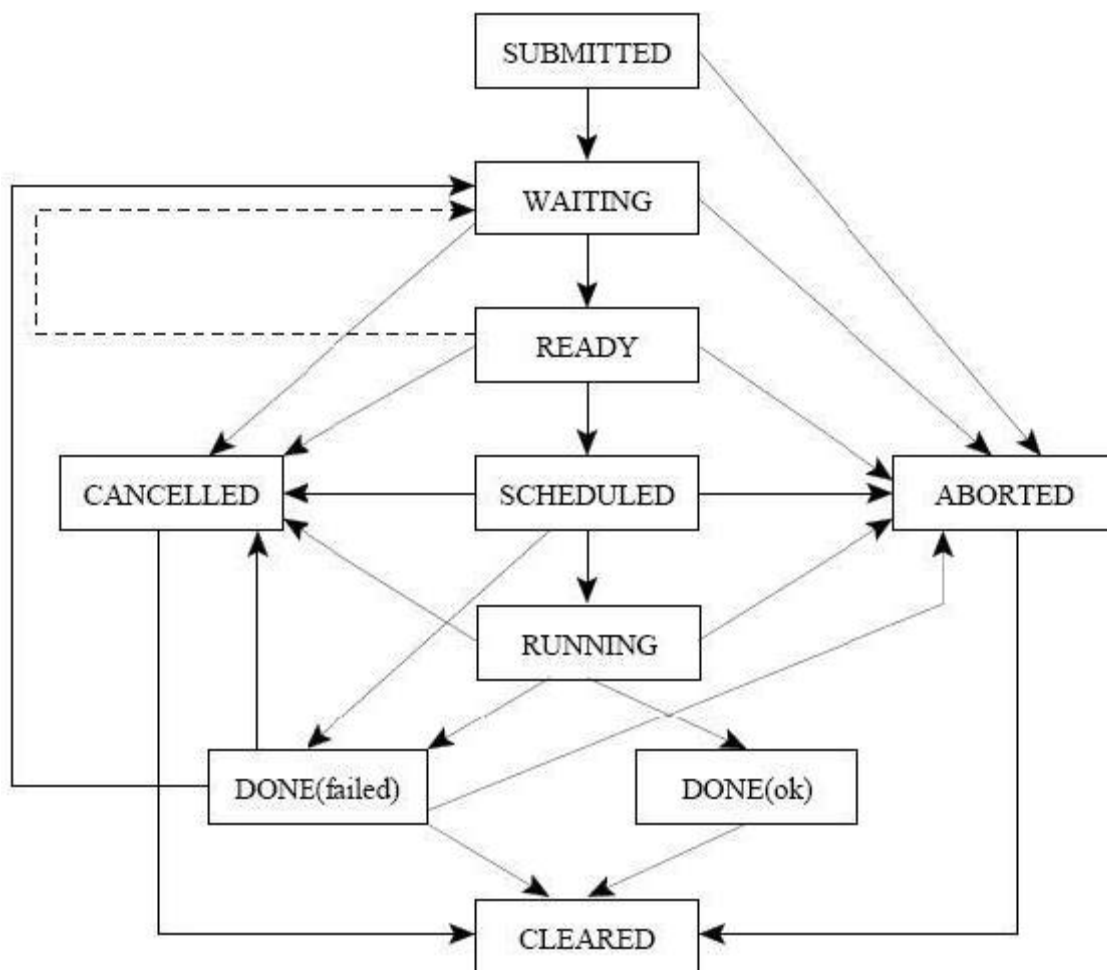 SUBMITTED
WAITING
READY
CANCELLED
SCHEDULED
ABORTED
RUNNING
DONE(failed)
DONE(ok)
CLEARED